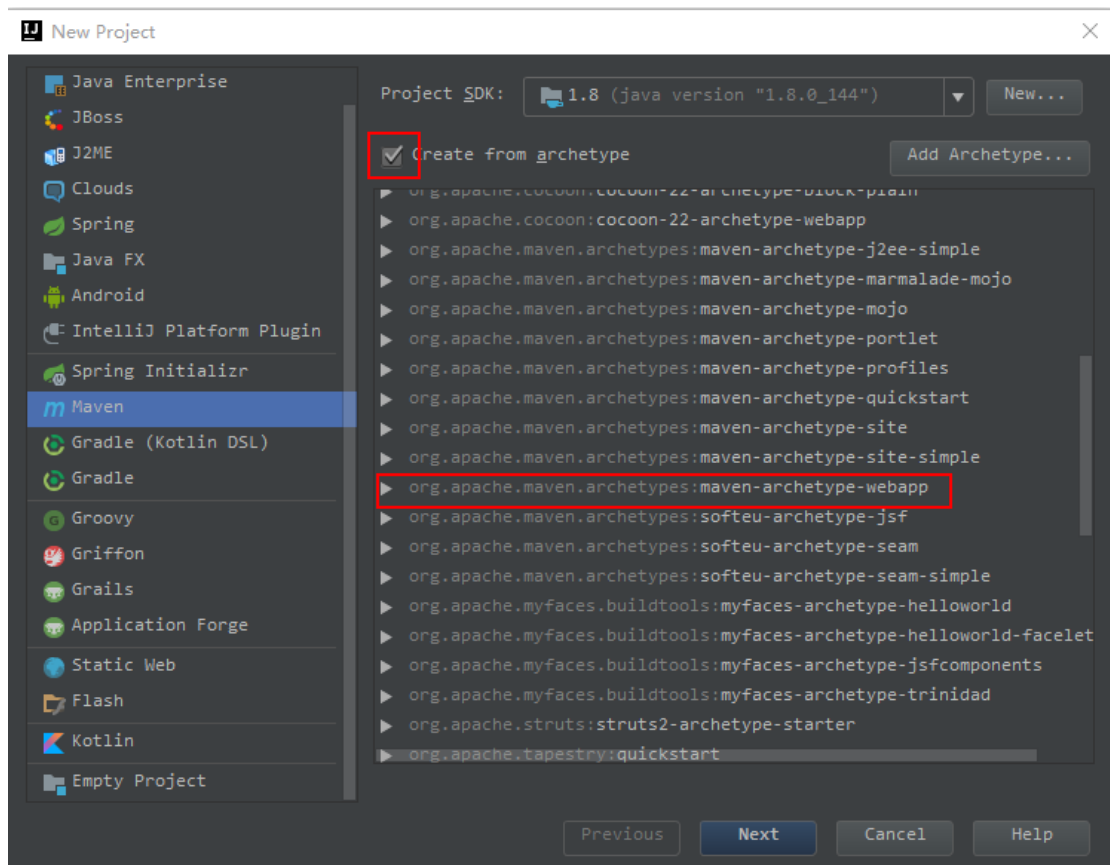 New Project
Java Enterprise
JBoss
J2ME
Clouds
Spring
Java FX
Android
IntelliJ Platform Plugin
Spring Initializr
Maven
Gradle (Kotlin DSL)
Gradle
Groovy
Griffon
Grails
Application Forge
Static Web
Flash
Kotlin
Empty Project
Project SDK: 1.8 (java version "1.8.0_144") New...
Create from archetype Add Archetype...
org.apache.cocoon:cocoon-22-archetype-block-plain
org.apache.cocoon:cocoon-22-archetype-webapp
org.apache.maven.archetypes:maven-archetype-j2ee-simple
org.apache.maven.archetypes:maven-archetype-marmalade-mojo
org.apache.maven.archetypes:maven-archetype-mojo
org.apache.maven.archetypes:maven-archetype-portlet
org.apache.maven.archetypes:maven-archetype-profiles
org.apache.maven.archetypes:maven-archetype-quickstart
org.apache.maven.archetypes:maven-archetype-site
org.apache.maven.archetypes:maven-archetype-site-simple
org.apache.maven.archetypes:maven-archetype-webapp
org.apache.maven.archetypes:softeu-archetype-jsf
org.apache.maven.archetypes:softeu-archetype-seam
org.apache.maven.archetypes:softeu-archetype-seam-simple
org.apache.myfaces.buildtools:myfaces-archetype-helloworld
org.apache.myfaces.buildtools:myfaces-archetype-helloworld-facelet
org.apache.myfaces.buildtools:myfaces-archetype-jsfcomponents
org.apache.myfaces.buildtools:myfaces-archetype-trinidad
org.apache.struts:struts2-archetype-starter
org.apache.tapestry:quickstart
Previous Next Cancel Help